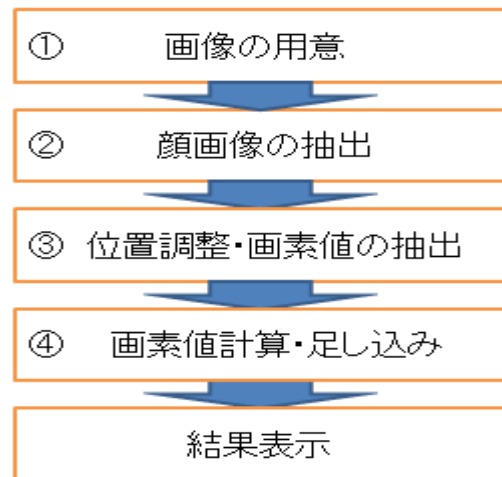 ① 画像の用意
② 顔画像の抽出
③ 位置調整・画素値の抽出
④ 画素値計算・足し込み
結果表示